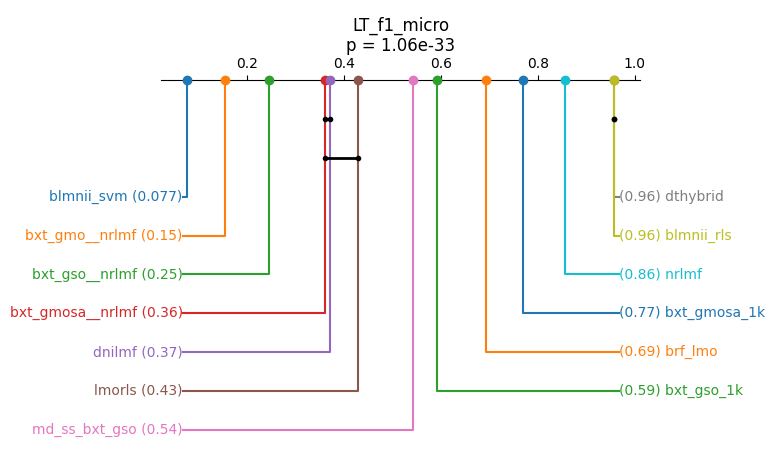 LT_f1_micro
p = 1.06e-33
0.2 0.4 0.6 0.8 1.0
blmnii_svm (0.077) (0.96) dthybrid
bxt_gmo__nrlmf (0.15) (0.96) blmnii_rls
bxt_gso__nrlmf (0.25) (0.86) nrlmf
bxt_gmosa__nrlmf (0.36) (0.77) bxt_gmosa_1k
dnilmf (0.37) (0.69) brf_lmo
lmorls (0.43) (0.59) bxt_gso_1k
md_ss_bxt_gso (0.54)